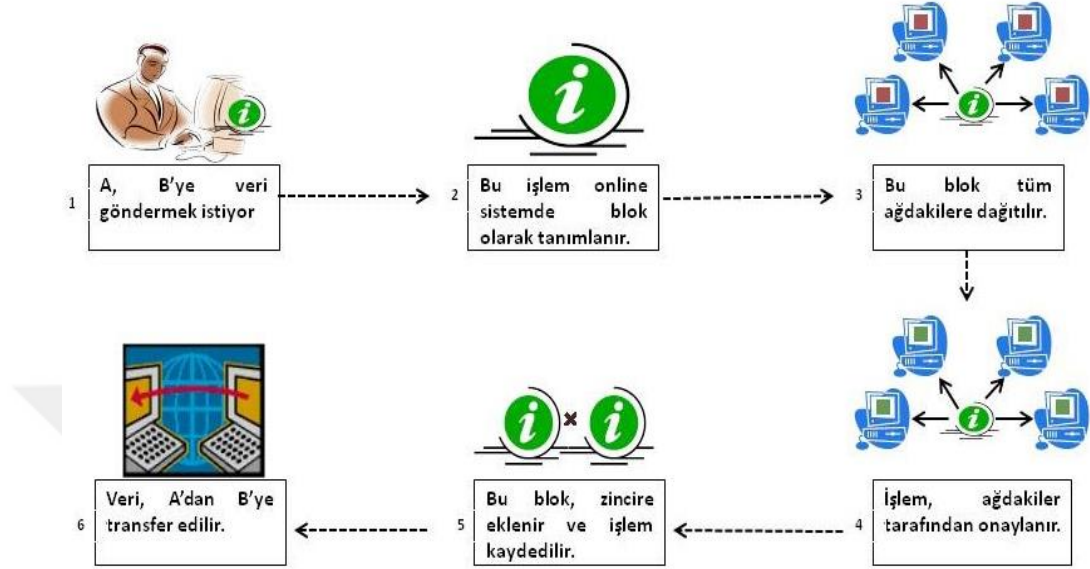 1
A, B'ye veri
göndermek istiyor
2
Bu işlem online
sistemde blok
olarak tanımlanır.
3
Bu blok tüm
ağdakilere dağıtılır.
4
İşlem, ağdakiler
tarafından onaylanır.
5
Bu blok, zincire
eklenir ve işlem
kaydedilir.
6
Veri, A'dan B'ye
transfer edilir.